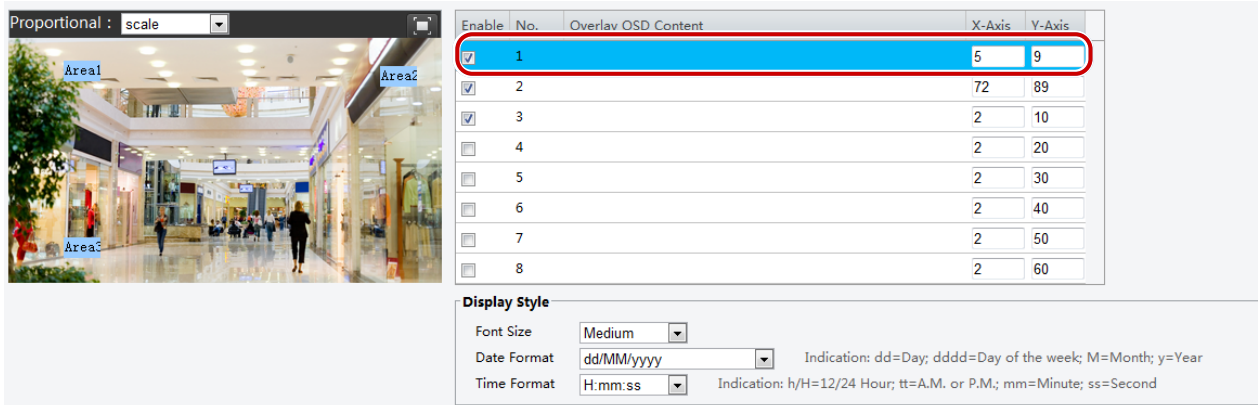 Proportional : scale
Area1
Area2
Area3
Enable No. Overlay OSD Content X-Axis Y-Axis
1 5 9
2 72 89
3 2 10
4 2 20
5 2 30
6 2 40
7 2 50
8 2 60
Display Style
Font Size Medium
Date Format dd/MM/yyyy Indication: dd=Day; dddd=Day of the week; M=Month; y=Year
Time Format H:mm:ss Indication: h/H=12/24 Hour; tt=A.M. or P.M.; mm=Minute; ss=Second